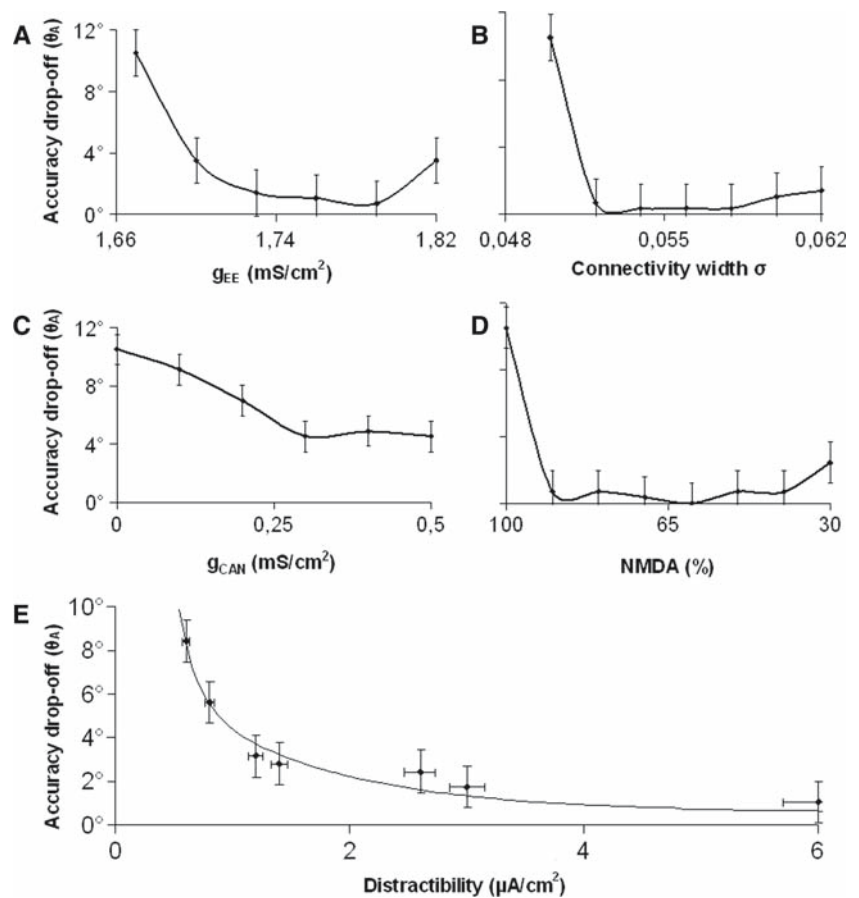 A
B
Accuracy drop-off (θA)
12°
8°
4°
0°
1,66
1,74
1,82
gEE (mS/cm²)
0,048
0,055
0,062
Connectivity width σ
C
D
Accuracy drop-off (θA)
12°
8°
4°
0°
0
0,25
0,5
gCAN (mS/cm²)
100
65
30
NMDA (%)
E
Accuracy drop-off (θA)
10°
8°
6°
4°
2°
0°
0
2
4
6
Distractibility (µA/cm²)